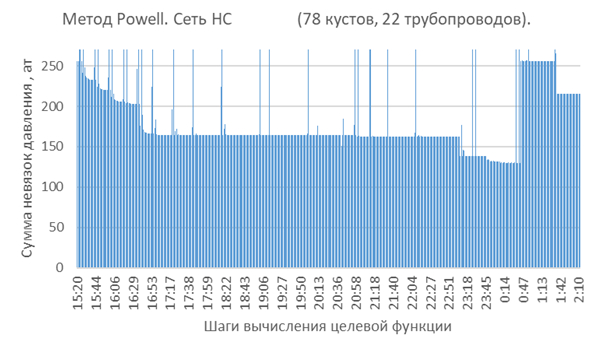 Метод Powell. Сеть НС (78 кустов, 22 трубопроводов).
Сумма невязок давления , ат
250
200
150
100
50
0
15:20 15:44 16:06 16:29 16:53 17:17 17:38 17:58 18:22 18:43 19:06 19:27 19:50 20:13 20:36 20:58 21:18 21:40 22:04 22:27 22:51 23:18 23:45 0:14 0:47 1:13 1:42 2:10
Шаги вычисления целевой функции